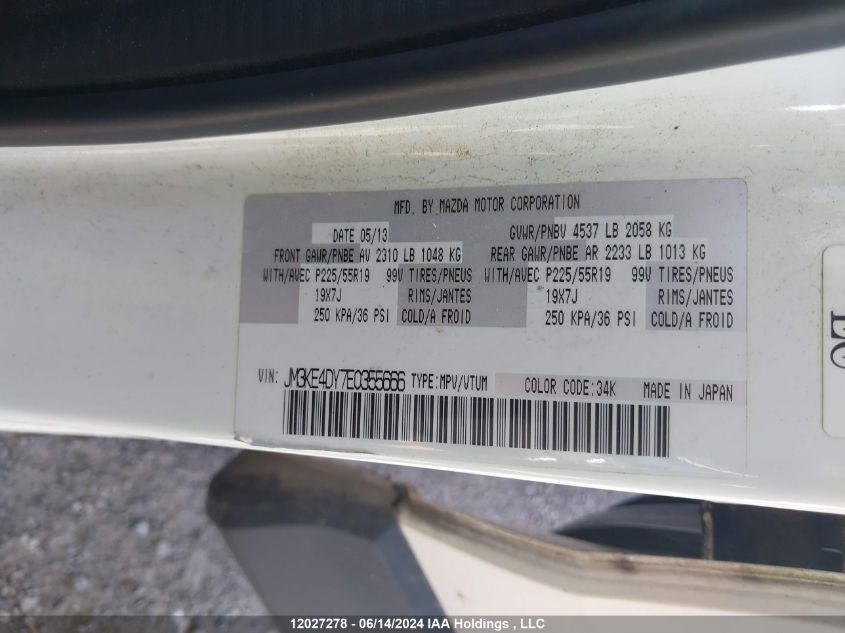 MFD. BY MAZDA MOTOR CORPORATION
DATE 05/13 GVWR/PNBV 4537 LB 2058 KG
FRONT GAWR/PNBE AV 2310 LB 1048 KG REAR GAWR/PNBE AR 2233 LB 1013 KG
WITH/AVEC P225/55R19 99V TIRES/PNEUS WITH/AVEC P225/55R19 99V TIRES/PNEUS
19X7J RIMS/JANTES 19X7J RIMS/JANTES
250 KPA/36 PSI COLD/A FROID 250 KPA/36 PSI COLD/A FROID
VIN: JM3KE4DY7E0355666 TYPE:MPV/VTUM COLOR CODE:34K MADE IN JAPAN
12027278 - 06/14/2024 IAA Holdings , LLC